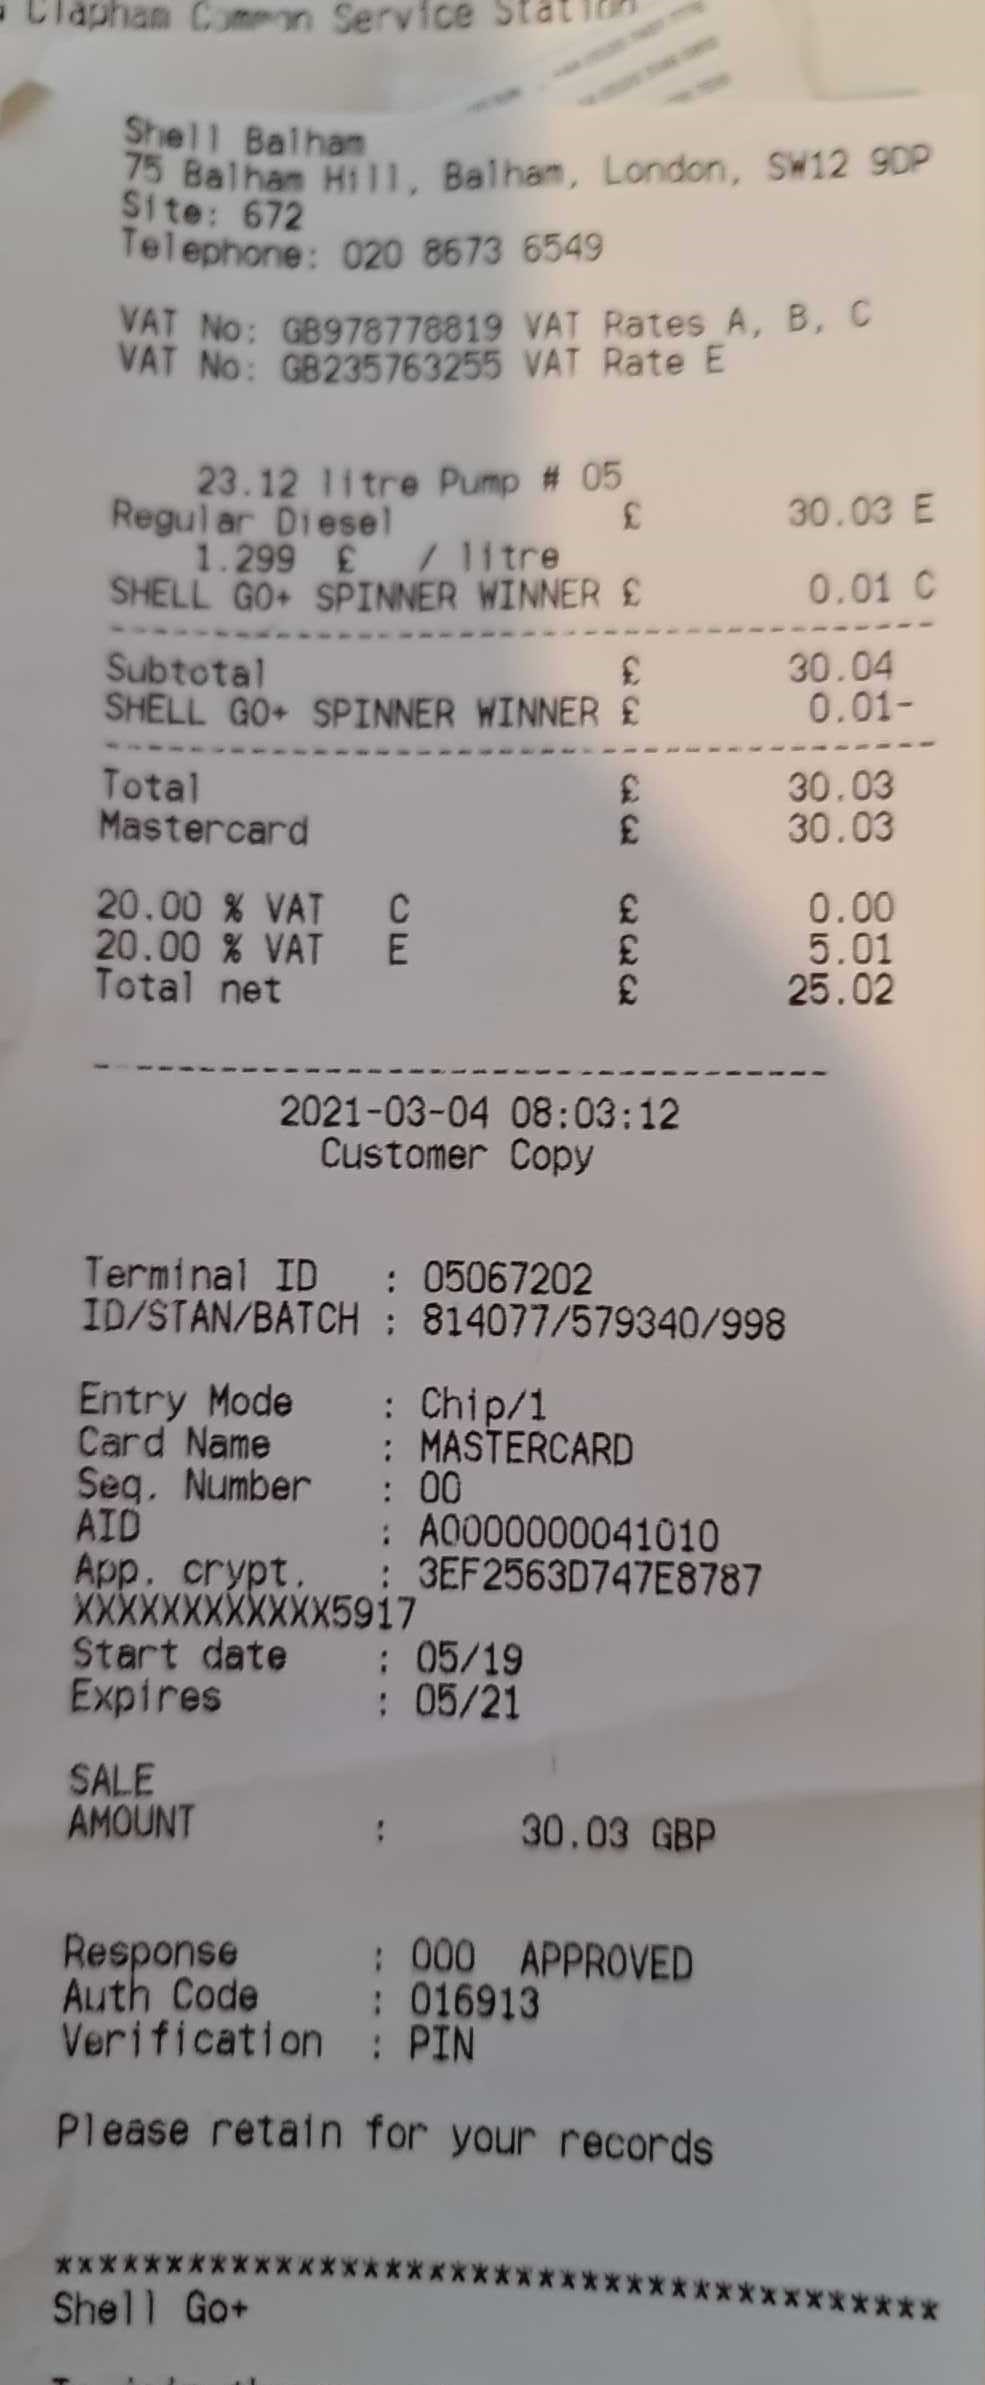 Clapham Common Service Station
Shell Balham
75 Balham Hill, Balham, London, SW12 9DP
Site: 672
Telephone: 020 8673 6549
VAT No: GB978778819 VAT Rates A, B, C
VAT No: GB235763255 VAT Rate E
23.12 litre Pump # 05
Regular Diesel £ 30.03 E
1.299 £ / litre
SHELL GO+ SPINNER WINNER £ 0.01 C
----------------------------------------
Subtotal £ 30.04
SHELL GO+ SPINNER WINNER £ 0.01-
----------------------------------------
Total £ 30.03
Mastercard £ 30.03
20.00 % VAT C £ 0.00
20.00 % VAT E £ 5.01
Total net £ 25.02
-----------------------------------
2021-03-04 08:03:12
Customer Copy
Terminal ID : 05067202
ID/STAN/BATCH : 814077/579340/998
Entry Mode : Chip/1
Card Name : MASTERCARD
Seq. Number : 00
AID : A0000000041010
App. crypt. : 3EF2563D747E8787
XXXXXXXXXXXX5917
Start date : 05/19
Expires : 05/21
SALE
AMOUNT : 30.03 GBP
Response : 000 APPROVED
Auth Code : 016913
Verification : PIN
Please retain for your records
****************************************
Shell Go+